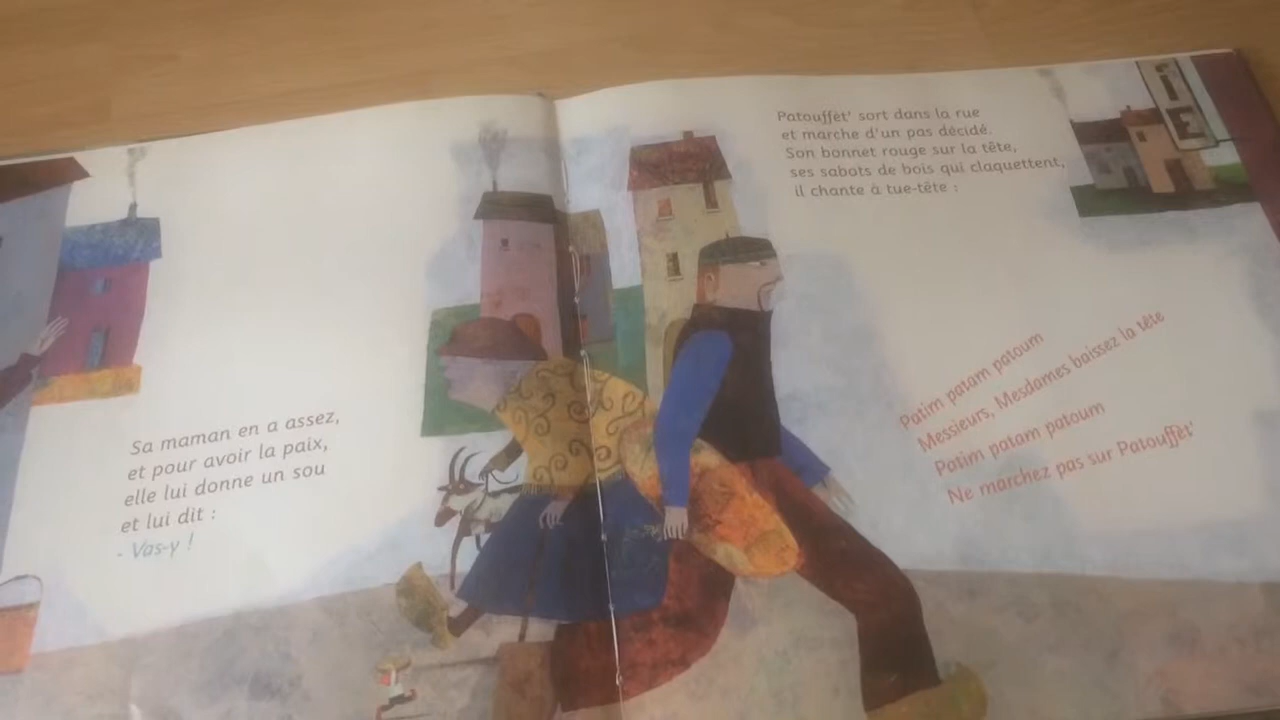 Sa maman en a assez,
et pour avoir la paix,
elle lui donne un sou
et lui dit :
- Vas-y !
Patouffèt' sort dans la rue
et marche d'un pas décidé.
Son bonnet rouge sur la tête,
ses sabots de bois qui claquettent,
il chante à tue-tête :
Patim patam patoum
Messieurs, Mesdames baissez la tête
Patim patam patoum
Ne marchez pas sur Patouffèt'